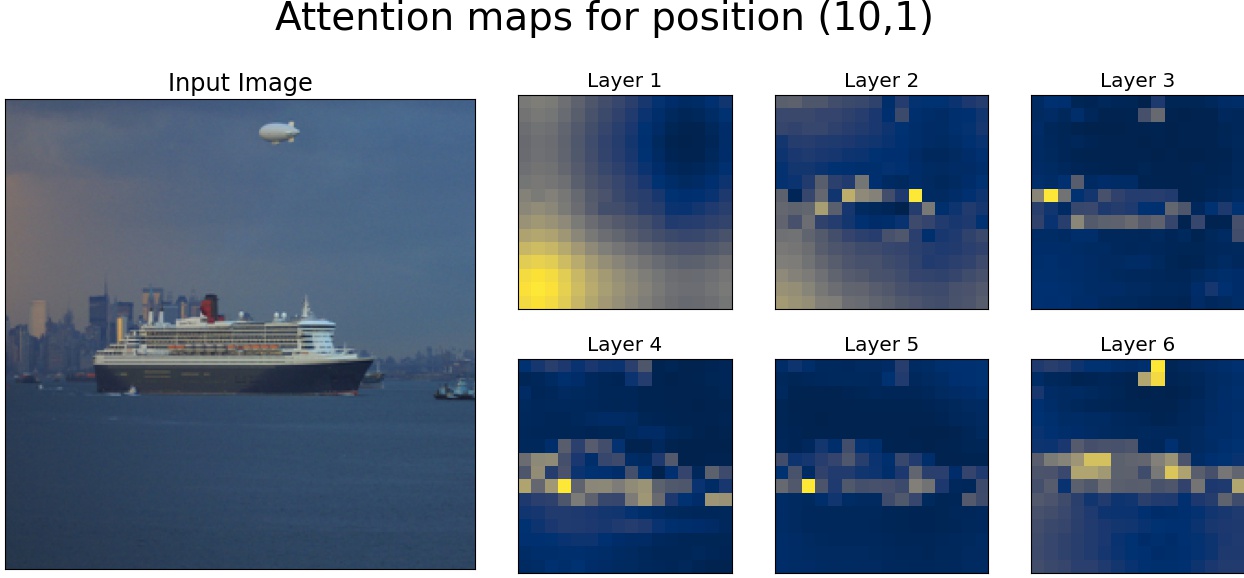 Attention maps for position (10,1)
Input Image
Layer 1
Layer 2
Layer 3
Layer 4
Layer 5
Layer 6